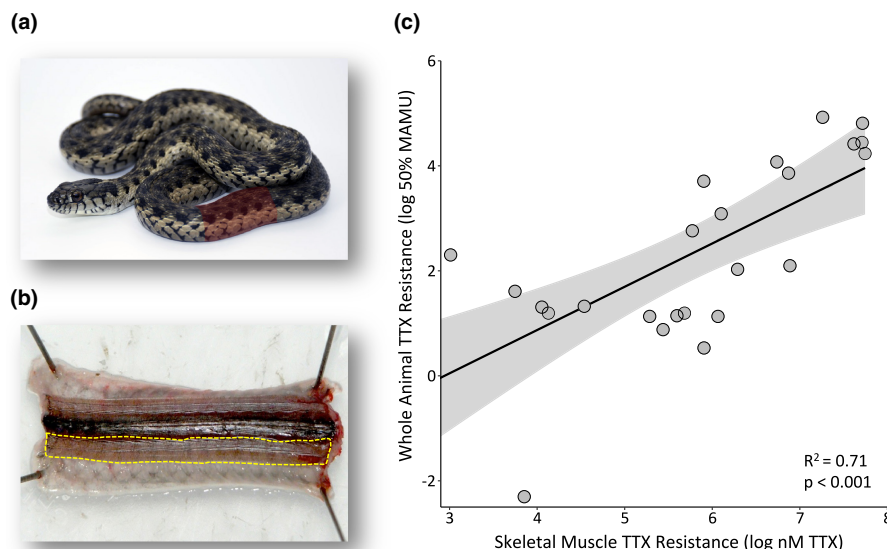 (a)
(b)
(c)
Whole Animal TTX Resistance (log 50% MAMU)
6
4
2
0
-2
R² = 0.71
p < 0.001
3
4
5
6
7
8
Skeletal Muscle TTX Resistance (log nM TTX)